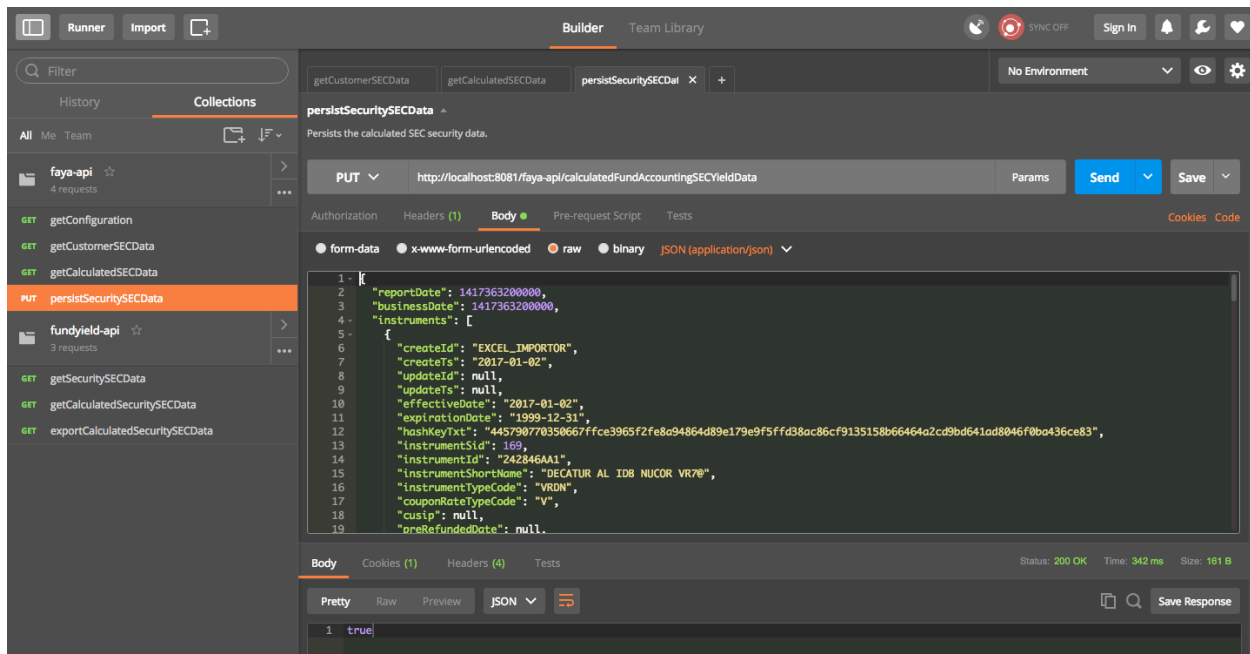 Runner Import Builder Team Library SYNC OFF Sign In
Filter
History Collections
All Me Team
faya-api
4 requests
GET getConfiguration
GET getCustomerSECData
GET getCalculatedSECData
PUT persistSecuritySECData
fundyield-api
3 requests
GET getSecuritySECData
GET getCalculatedSecuritySECData
GET exportCalculatedSecuritySECData
getCustomerSECData getCalculatedSECData persistSecuritySECDat X +
No Environment
persistSecuritySECData
Persists the calculated SEC security data.
PUT http://localhost:8081/faya-api/calculatedFundAccountingSECYieldData Params Send Save
Authorization Headers (1) Body Pre-request Script Tests Cookies Code
form-data x-www-form-urlencoded raw binary JSON (application/json)
1 {
2 "reportDate": 1417363200000,
3 "businessDate": 1417363200000,
4 "instruments": [
5 {
6 "createId": "EXCEL_IMPORTOR",
7 "createTs": "2017-01-02",
8 "updateId": null,
9 "updateTs": null,
10 "effectiveDate": "2017-01-02",
11 "expirationDate": "1999-12-31",
12 "hashKeyTxt": "445790770350667ffce3965f2fe8a94864d89e179e9f5ffd38ac86cf9135158b66464a2cd9bd641ad8046f0ba436ce83",
13 "instrumentSid": 169,
14 "instrumentId": "242846AA1",
15 "instrumentShortName": "DECATUR AL IDB NUCOR VR7@",
16 "instrumentTypeCode": "VRDN",
17 "couponRateTypeCode": "V",
18 "cusip": null,
19 "preRefundedDate": null,
Body Cookies (1) Headers (4) Tests Status: 200 OK Time: 342 ms Size: 161 B
Pretty Raw Preview JSON Save Response
1 true